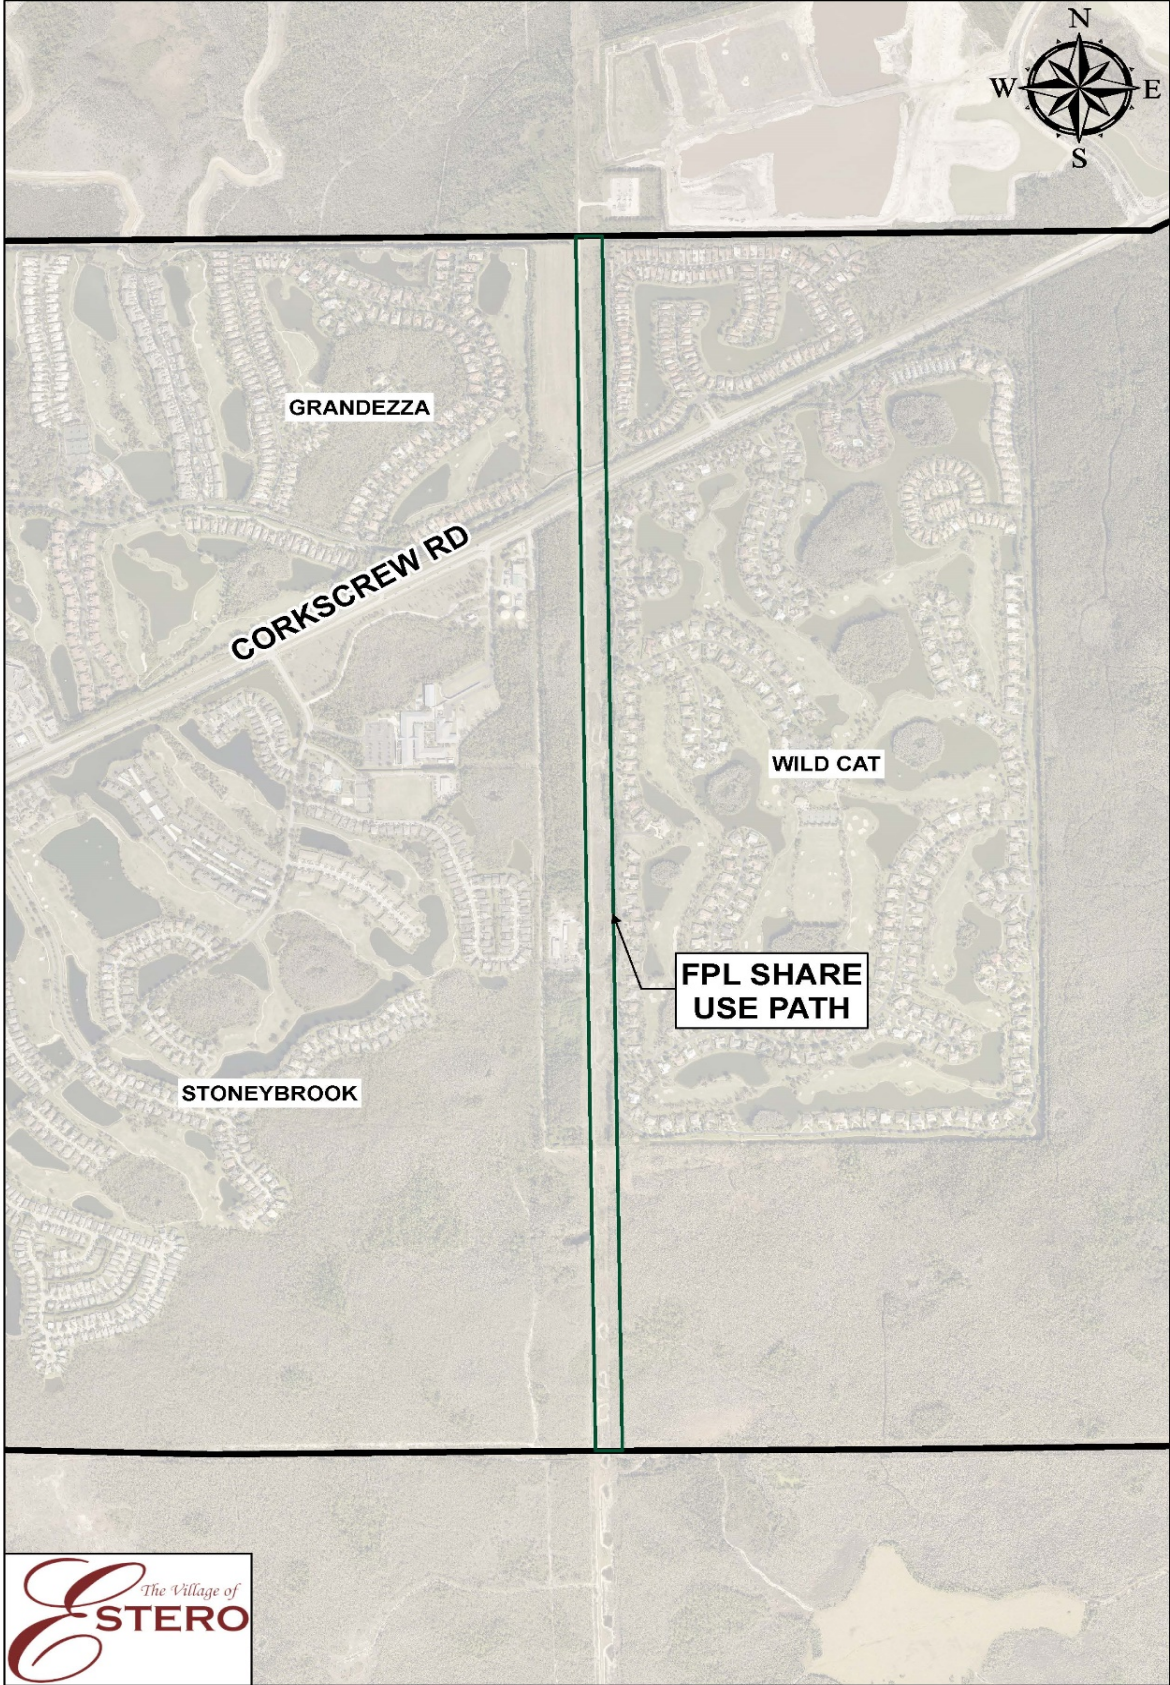 N
W E
S
GRANDEZZA
CORKSCREW RD
WILD CAT
FPL SHARE
USE PATH
STONEYBROOK
The Village of
ESTERO